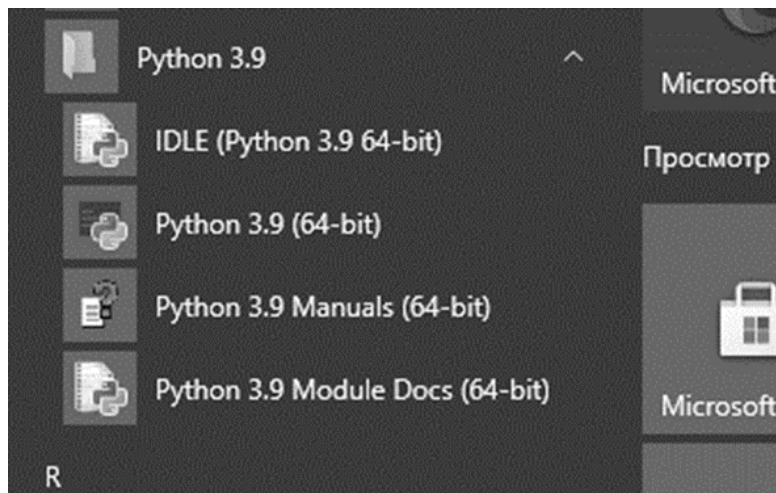 Python 3.9
IDLE (Python 3.9 64-bit)
Python 3.9 (64-bit)
Python 3.9 Manuals (64-bit)
Python 3.9 Module Docs (64-bit)
R
Microsoft
Просмотр
Microsoft